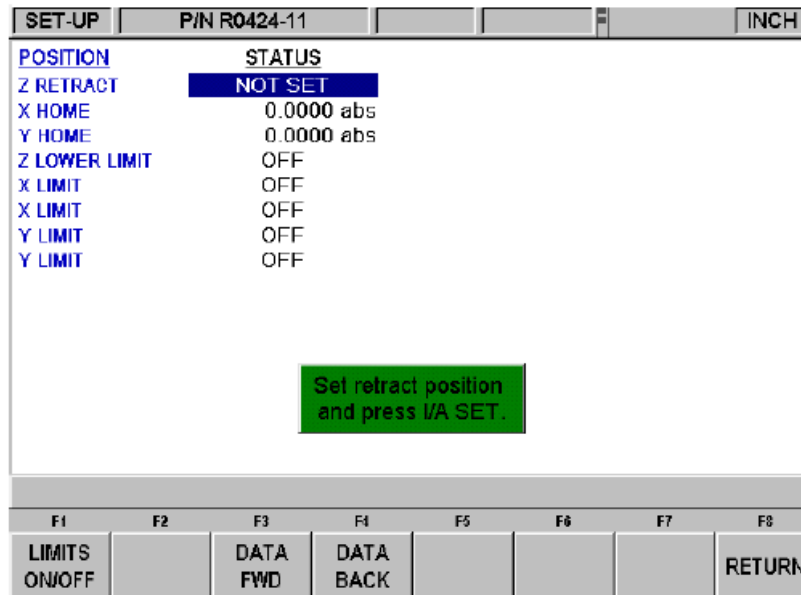 SET-UP P/N R0424-11 INCH
POSITION STATUS
Z RETRACT NOT SET
X HOME 0.0000 abs
Y HOME 0.0000 abs
Z LOWER LIMIT OFF
X LIMIT OFF
X LIMIT OFF
Y LIMIT OFF
Y LIMIT OFF
Set retract position
and press I/A SET.
F1 F2 F3 F4 F5 F6 F7 F8
LIMITS DATA DATA RETURN
ON/OFF FWD BACK